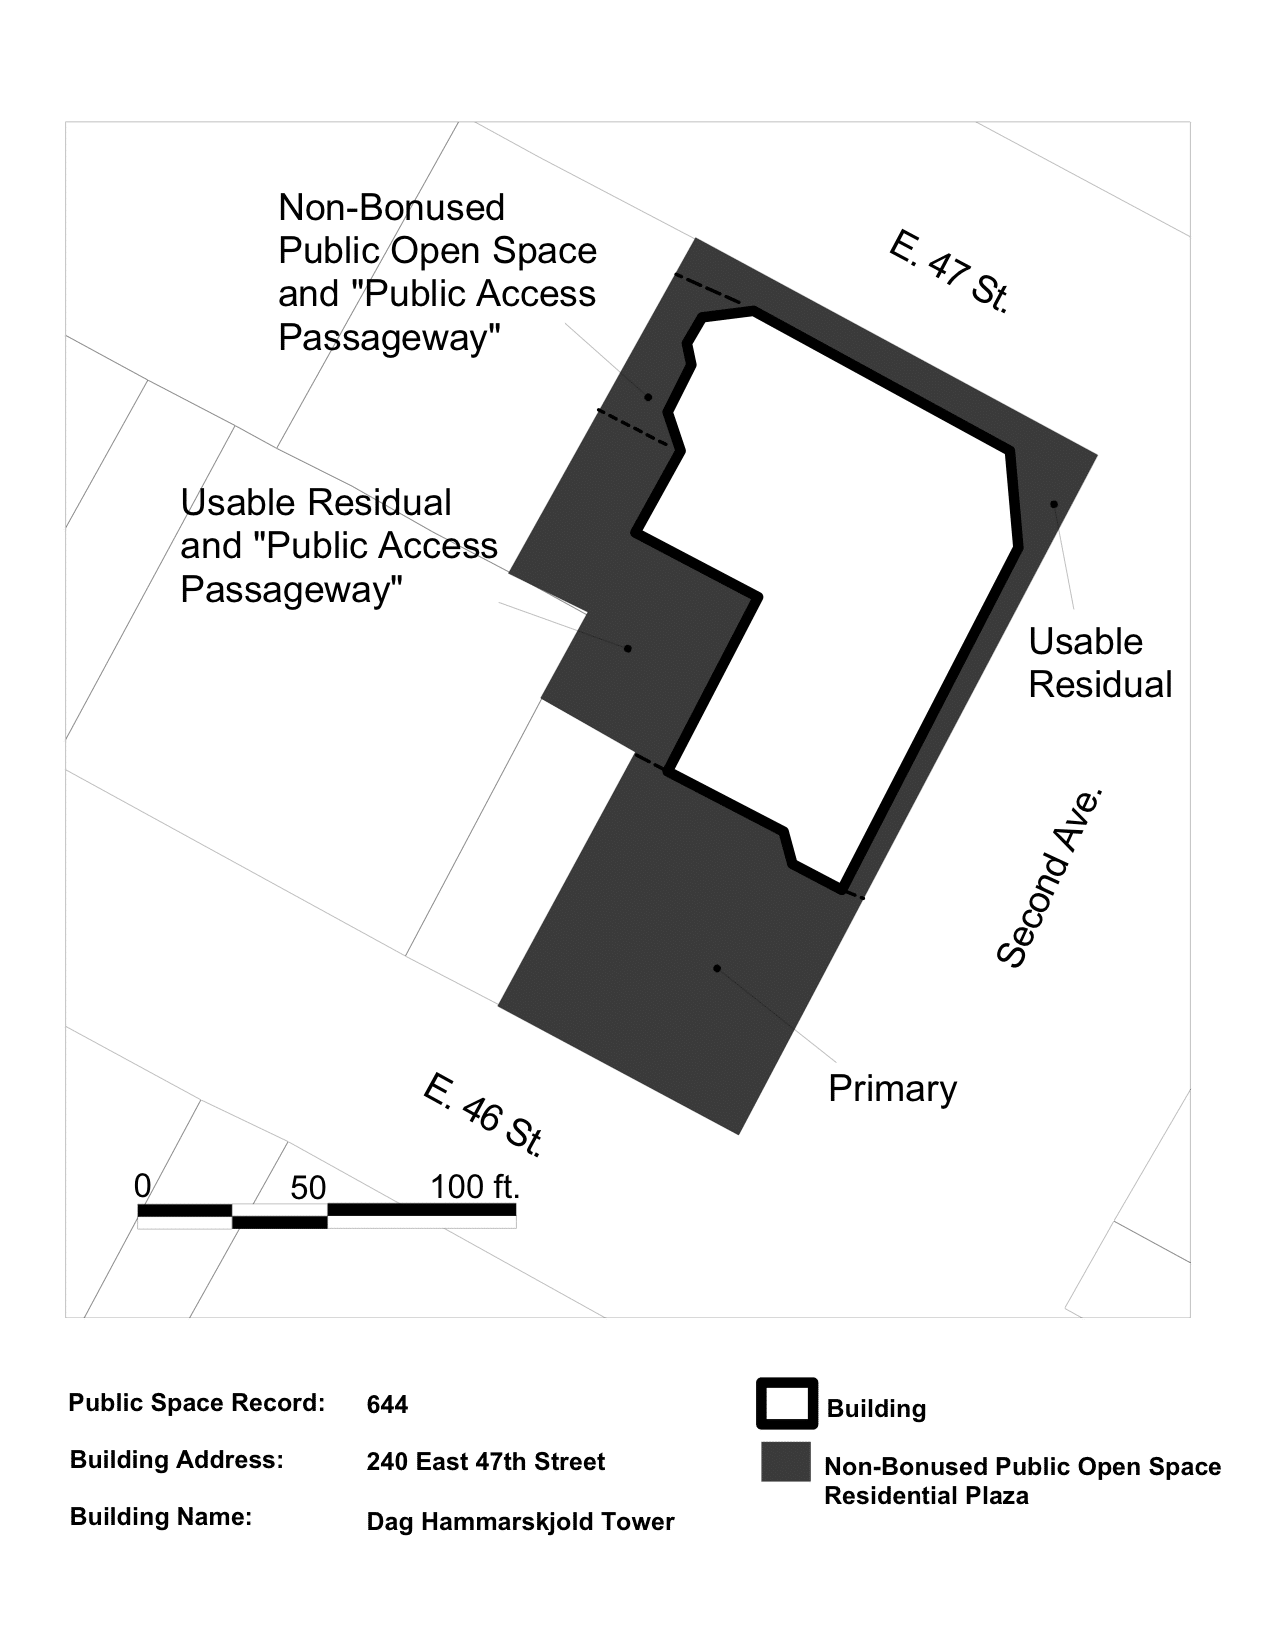 Non-Bonused
Public Open Space
and "Public Access
Passageway"
E. 47 St.
Usable Residual
and "Public Access
Passageway"
Usable
Residual
Second Ave.
Primary
E. 46 St.
0 50 100 ft.
Public Space Record: 644
Building Address: 240 East 47th Street
Building Name: Dag Hammarskjold Tower
Building
Non-Bonused Public Open Space
Residential Plaza